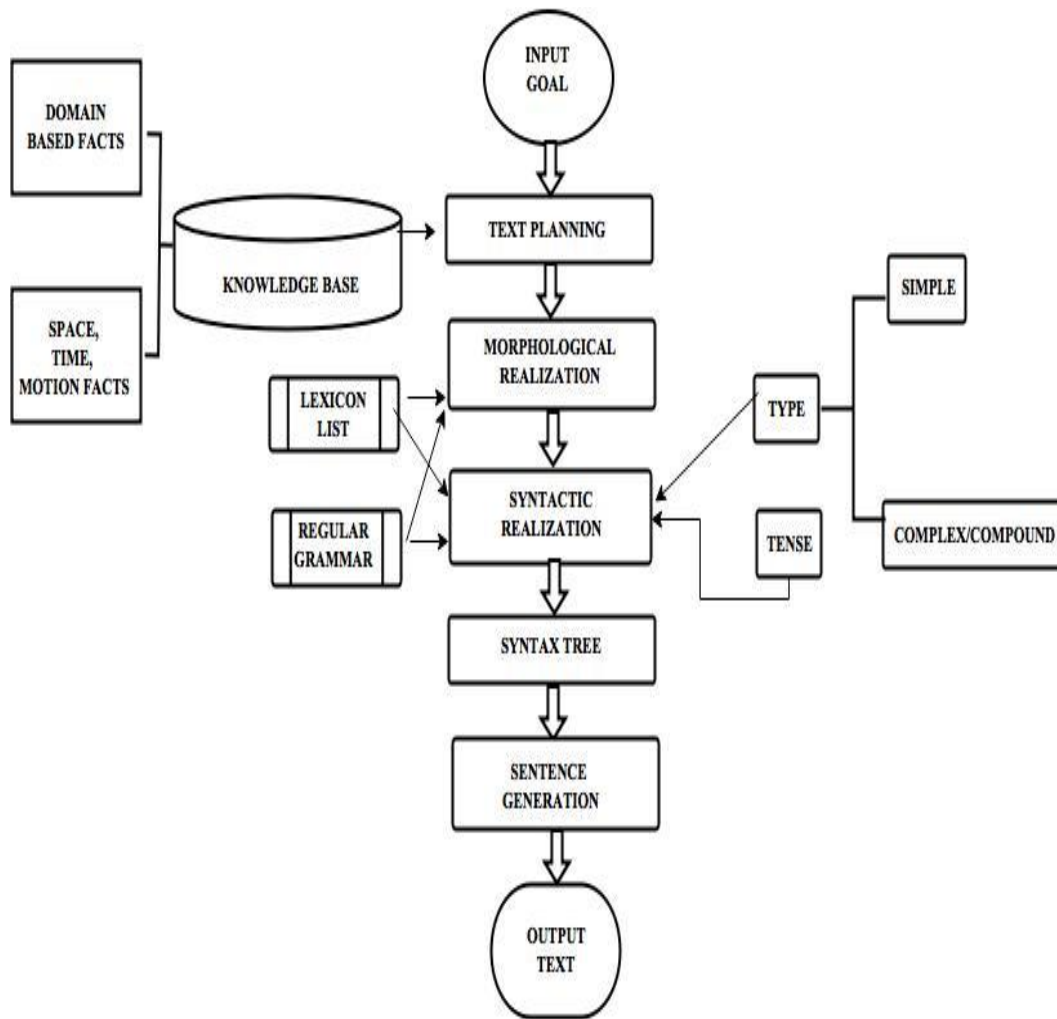 INPUT
GOAL
DOMAIN
BASED FACTS
TEXT PLANNING
KNOWLEDGE BASE
SIMPLE
SPACE,
TIME,
MOTION FACTS
MORPHOLOGICAL
REALIZATION
LEXICON
LIST
TYPE
SYNTACTIC
REALIZATION
REGULAR
GRAMMAR
TENSE
COMPLEX/COMPOUND
SYNTAX TREE
SENTENCE
GENERATION
OUTPUT
TEXT